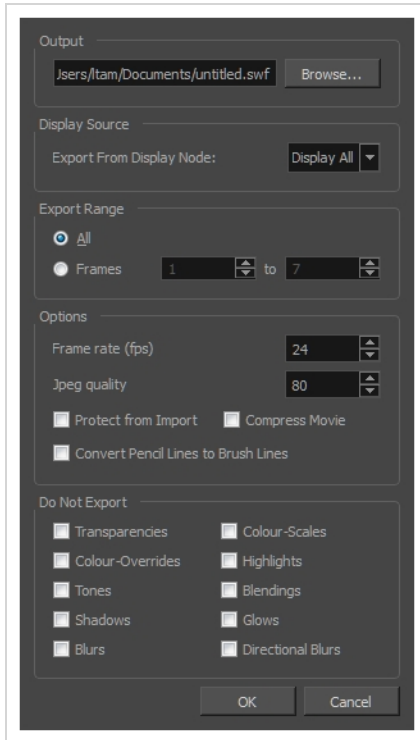 Output
Jsers/ltam/Documents/untitled.swf Browse...
Display Source
Export From Display Node: Display All
Export Range
All
Frames 1 to 7
Options
Frame rate (fps) 24
Jpeg quality 80
Protect from Import Compress Movie
Convert Pencil Lines to Brush Lines
Do Not Export
Transparencies Colour-Scales
Colour-Overrides Highlights
Tones Blendings
Shadows Glows
Blurs Directional Blurs
OK Cancel